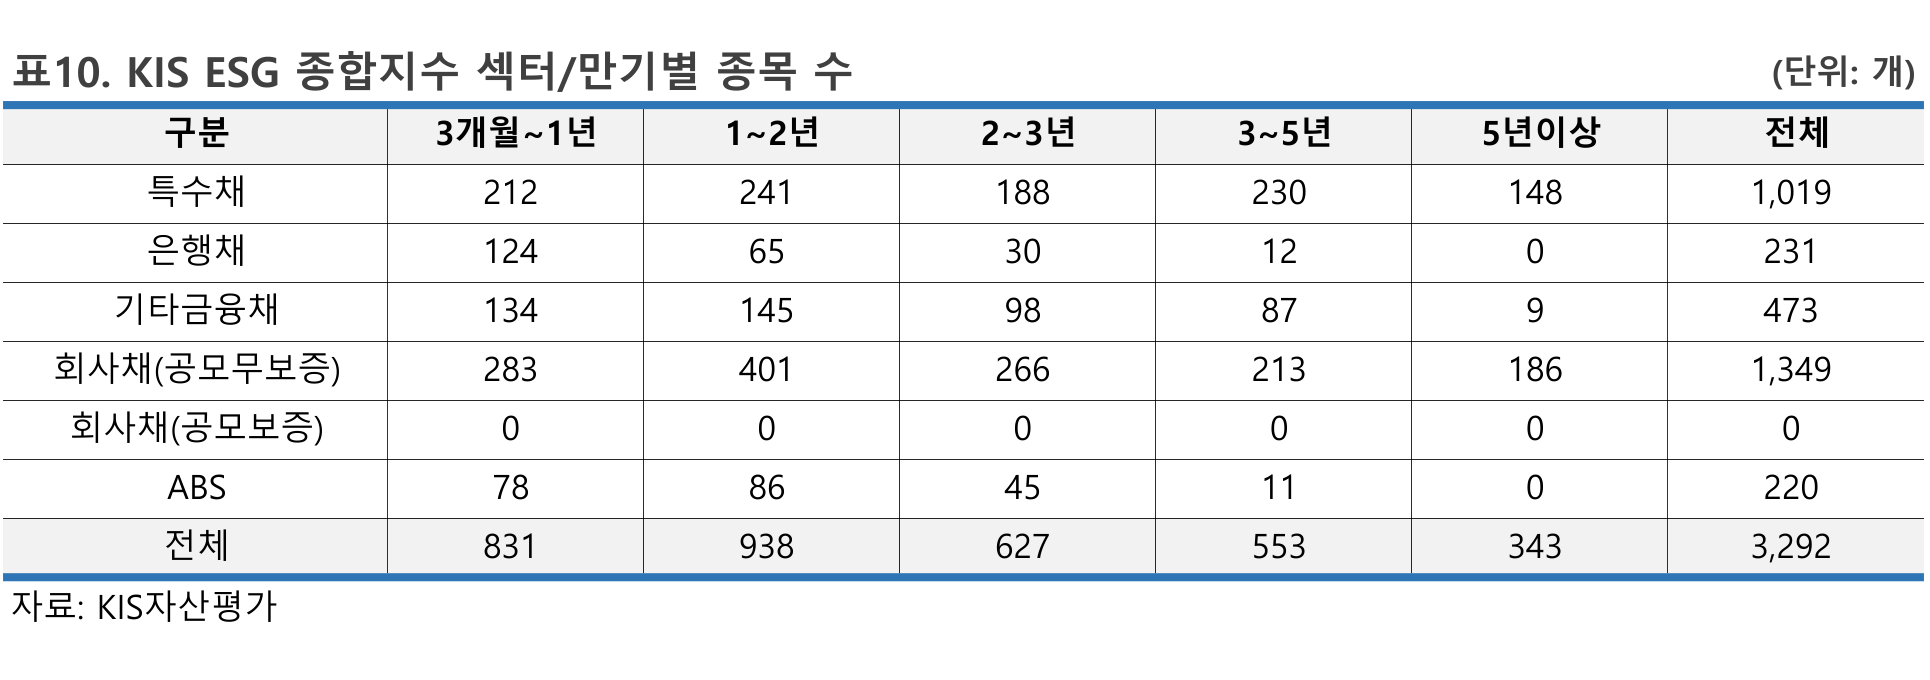 표10. KIS ESG 종합지수 섹터/만기별 종목 수 (단위: 개)
구분 3개월~1년 1~2년 2~3년 3~5년 5년이상 전체
특수채 212 241 188 230 148 1,019
은행채 124 65 30 12 0 231
기타금융채 134 145 98 87 9 473
회사채(공모무보증) 283 401 266 213 186 1,349
회사채(공모보증) 0 0 0 0 0 0
ABS 78 86 45 11 0 220
전체 831 938 627 553 343 3,292
자료: KIS자산평가